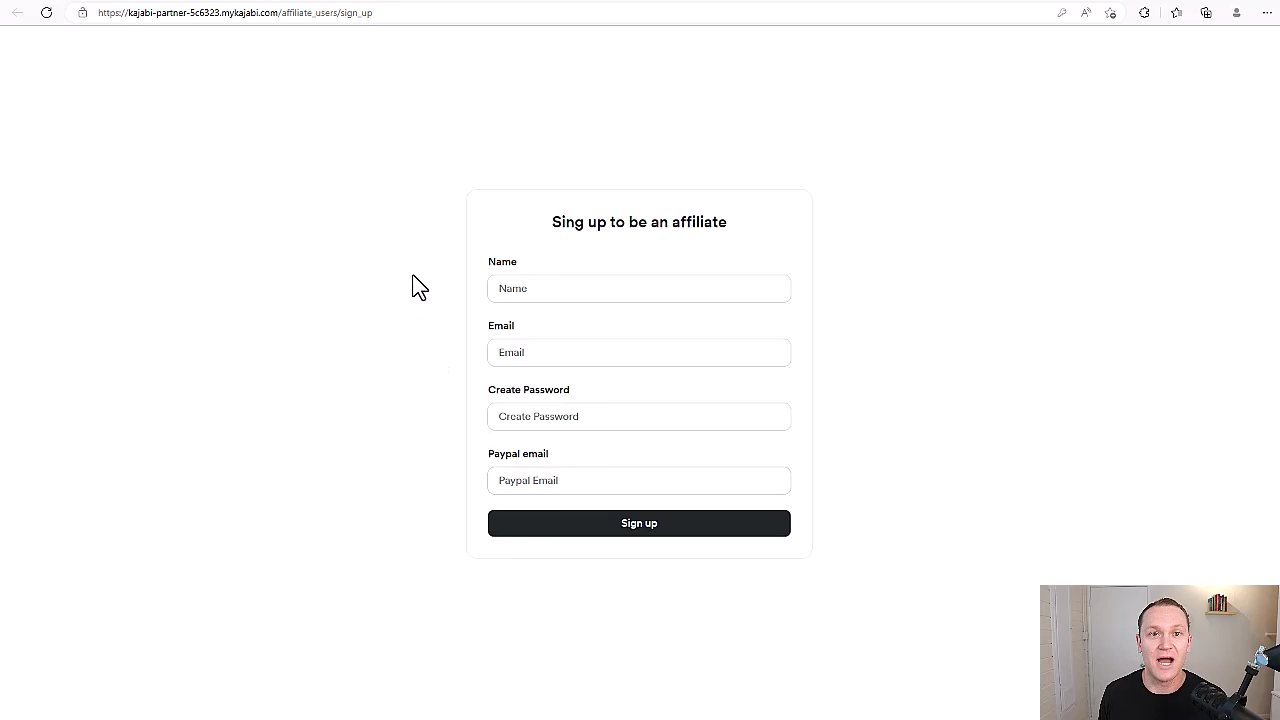 https://kajabi-partner-5c6323.mykajabi.com/affiliate_users/sign_up
Sing up to be an affiliate
Name
Name
Email
Email
Create Password
Create Password
Paypal email
Paypal Email
Sign up